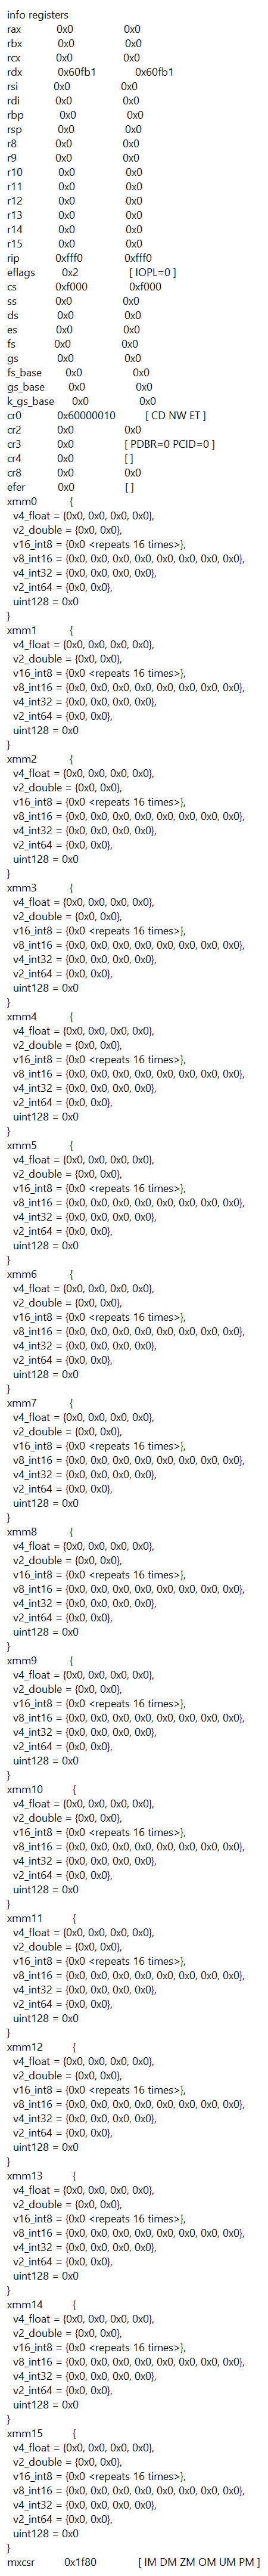 info registers
rax 0x0 0x0
rbx 0x0 0x0
rcx 0x0 0x0
rdx 0x60fb1 0x60fb1
rsi 0x0 0x0
rdi 0x0 0x0
rbp 0x0 0x0
rsp 0x0 0x0
r8 0x0 0x0
r9 0x0 0x0
r10 0x0 0x0
r11 0x0 0x0
r12 0x0 0x0
r13 0x0 0x0
r14 0x0 0x0
r15 0x0 0x0
rip 0xfff0 0xfff0
eflags 0x2 [ IOPL=0 ]
cs 0xf000 0xf000
ss 0x0 0x0
ds 0x0 0x0
es 0x0 0x0
fs 0x0 0x0
gs 0x0 0x0
fs_base 0x0 0x0
gs_base 0x0 0x0
k_gs_base 0x0 0x0
cr0 0x60000010 [ CD NW ET ]
cr2 0x0 0x0
cr3 0x0 [ PDBR=0 PCID=0 ]
cr4 0x0 [ ]
cr8 0x0 0x0
efer 0x0 [ ]
xmm0 {
v4_float = {0x0, 0x0, 0x0, 0x0},
v2_double = {0x0, 0x0},
v16_int8 = {0x0 <repeats 16 times>},
v8_int16 = {0x0, 0x0, 0x0, 0x0, 0x0, 0x0, 0x0, 0x0},
v4_int32 = {0x0, 0x0, 0x0, 0x0},
v2_int64 = {0x0, 0x0},
uint128 = 0x0
}
xmm1 {
v4_float = {0x0, 0x0, 0x0, 0x0},
v2_double = {0x0, 0x0},
v16_int8 = {0x0 <repeats 16 times>},
v8_int16 = {0x0, 0x0, 0x0, 0x0, 0x0, 0x0, 0x0, 0x0},
v4_int32 = {0x0, 0x0, 0x0, 0x0},
v2_int64 = {0x0, 0x0},
uint128 = 0x0
}
xmm2 {
v4_float = {0x0, 0x0, 0x0, 0x0},
v2_double = {0x0, 0x0},
v16_int8 = {0x0 <repeats 16 times>},
v8_int16 = {0x0, 0x0, 0x0, 0x0, 0x0, 0x0, 0x0, 0x0},
v4_int32 = {0x0, 0x0, 0x0, 0x0},
v2_int64 = {0x0, 0x0},
uint128 = 0x0
}
xmm3 {
v4_float = {0x0, 0x0, 0x0, 0x0},
v2_double = {0x0, 0x0},
v16_int8 = {0x0 <repeats 16 times>},
v8_int16 = {0x0, 0x0, 0x0, 0x0, 0x0, 0x0, 0x0, 0x0},
v4_int32 = {0x0, 0x0, 0x0, 0x0},
v2_int64 = {0x0, 0x0},
uint128 = 0x0
}
xmm4 {
v4_float = {0x0, 0x0, 0x0, 0x0},
v2_double = {0x0, 0x0},
v16_int8 = {0x0 <repeats 16 times>},
v8_int16 = {0x0, 0x0, 0x0, 0x0, 0x0, 0x0, 0x0, 0x0},
v4_int32 = {0x0, 0x0, 0x0, 0x0},
v2_int64 = {0x0, 0x0},
uint128 = 0x0
}
xmm5 {
v4_float = {0x0, 0x0, 0x0, 0x0},
v2_double = {0x0, 0x0},
v16_int8 = {0x0 <repeats 16 times>},
v8_int16 = {0x0, 0x0, 0x0, 0x0, 0x0, 0x0, 0x0, 0x0},
v4_int32 = {0x0, 0x0, 0x0, 0x0},
v2_int64 = {0x0, 0x0},
uint128 = 0x0
}
xmm6 {
v4_float = {0x0, 0x0, 0x0, 0x0},
v2_double = {0x0, 0x0},
v16_int8 = {0x0 <repeats 16 times>},
v8_int16 = {0x0, 0x0, 0x0, 0x0, 0x0, 0x0, 0x0, 0x0},
v4_int32 = {0x0, 0x0, 0x0, 0x0},
v2_int64 = {0x0, 0x0},
uint128 = 0x0
}
xmm7 {
v4_float = {0x0, 0x0, 0x0, 0x0},
v2_double = {0x0, 0x0},
v16_int8 = {0x0 <repeats 16 times>},
v8_int16 = {0x0, 0x0, 0x0, 0x0, 0x0, 0x0, 0x0, 0x0},
v4_int32 = {0x0, 0x0, 0x0, 0x0},
v2_int64 = {0x0, 0x0},
uint128 = 0x0
}
xmm8 {
v4_float = {0x0, 0x0, 0x0, 0x0},
v2_double = {0x0, 0x0},
v16_int8 = {0x0 <repeats 16 times>},
v8_int16 = {0x0, 0x0, 0x0, 0x0, 0x0, 0x0, 0x0, 0x0},
v4_int32 = {0x0, 0x0, 0x0, 0x0},
v2_int64 = {0x0, 0x0},
uint128 = 0x0
}
xmm9 {
v4_float = {0x0, 0x0, 0x0, 0x0},
v2_double = {0x0, 0x0},
v16_int8 = {0x0 <repeats 16 times>},
v8_int16 = {0x0, 0x0, 0x0, 0x0, 0x0, 0x0, 0x0, 0x0},
v4_int32 = {0x0, 0x0, 0x0, 0x0},
v2_int64 = {0x0, 0x0},
uint128 = 0x0
}
xmm10 {
v4_float = {0x0, 0x0, 0x0, 0x0},
v2_double = {0x0, 0x0},
v16_int8 = {0x0 <repeats 16 times>},
v8_int16 = {0x0, 0x0, 0x0, 0x0, 0x0, 0x0, 0x0, 0x0},
v4_int32 = {0x0, 0x0, 0x0, 0x0},
v2_int64 = {0x0, 0x0},
uint128 = 0x0
}
xmm11 {
v4_float = {0x0, 0x0, 0x0, 0x0},
v2_double = {0x0, 0x0},
v16_int8 = {0x0 <repeats 16 times>},
v8_int16 = {0x0, 0x0, 0x0, 0x0, 0x0, 0x0, 0x0, 0x0},
v4_int32 = {0x0, 0x0, 0x0, 0x0},
v2_int64 = {0x0, 0x0},
uint128 = 0x0
}
xmm12 {
v4_float = {0x0, 0x0, 0x0, 0x0},
v2_double = {0x0, 0x0},
v16_int8 = {0x0 <repeats 16 times>},
v8_int16 = {0x0, 0x0, 0x0, 0x0, 0x0, 0x0, 0x0, 0x0},
v4_int32 = {0x0, 0x0, 0x0, 0x0},
v2_int64 = {0x0, 0x0},
uint128 = 0x0
}
xmm13 {
v4_float = {0x0, 0x0, 0x0, 0x0},
v2_double = {0x0, 0x0},
v16_int8 = {0x0 <repeats 16 times>},
v8_int16 = {0x0, 0x0, 0x0, 0x0, 0x0, 0x0, 0x0, 0x0},
v4_int32 = {0x0, 0x0, 0x0, 0x0},
v2_int64 = {0x0, 0x0},
uint128 = 0x0
}
xmm14 {
v4_float = {0x0, 0x0, 0x0, 0x0},
v2_double = {0x0, 0x0},
v16_int8 = {0x0 <repeats 16 times>},
v8_int16 = {0x0, 0x0, 0x0, 0x0, 0x0, 0x0, 0x0, 0x0},
v4_int32 = {0x0, 0x0, 0x0, 0x0},
v2_int64 = {0x0, 0x0},
uint128 = 0x0
}
xmm15 {
v4_float = {0x0, 0x0, 0x0, 0x0},
v2_double = {0x0, 0x0},
v16_int8 = {0x0 <repeats 16 times>},
v8_int16 = {0x0, 0x0, 0x0, 0x0, 0x0, 0x0, 0x0, 0x0},
v4_int32 = {0x0, 0x0, 0x0, 0x0},
v2_int64 = {0x0, 0x0},
uint128 = 0x0
}
mxcsr 0x1f80 [ IM DM ZM OM UM PM ]